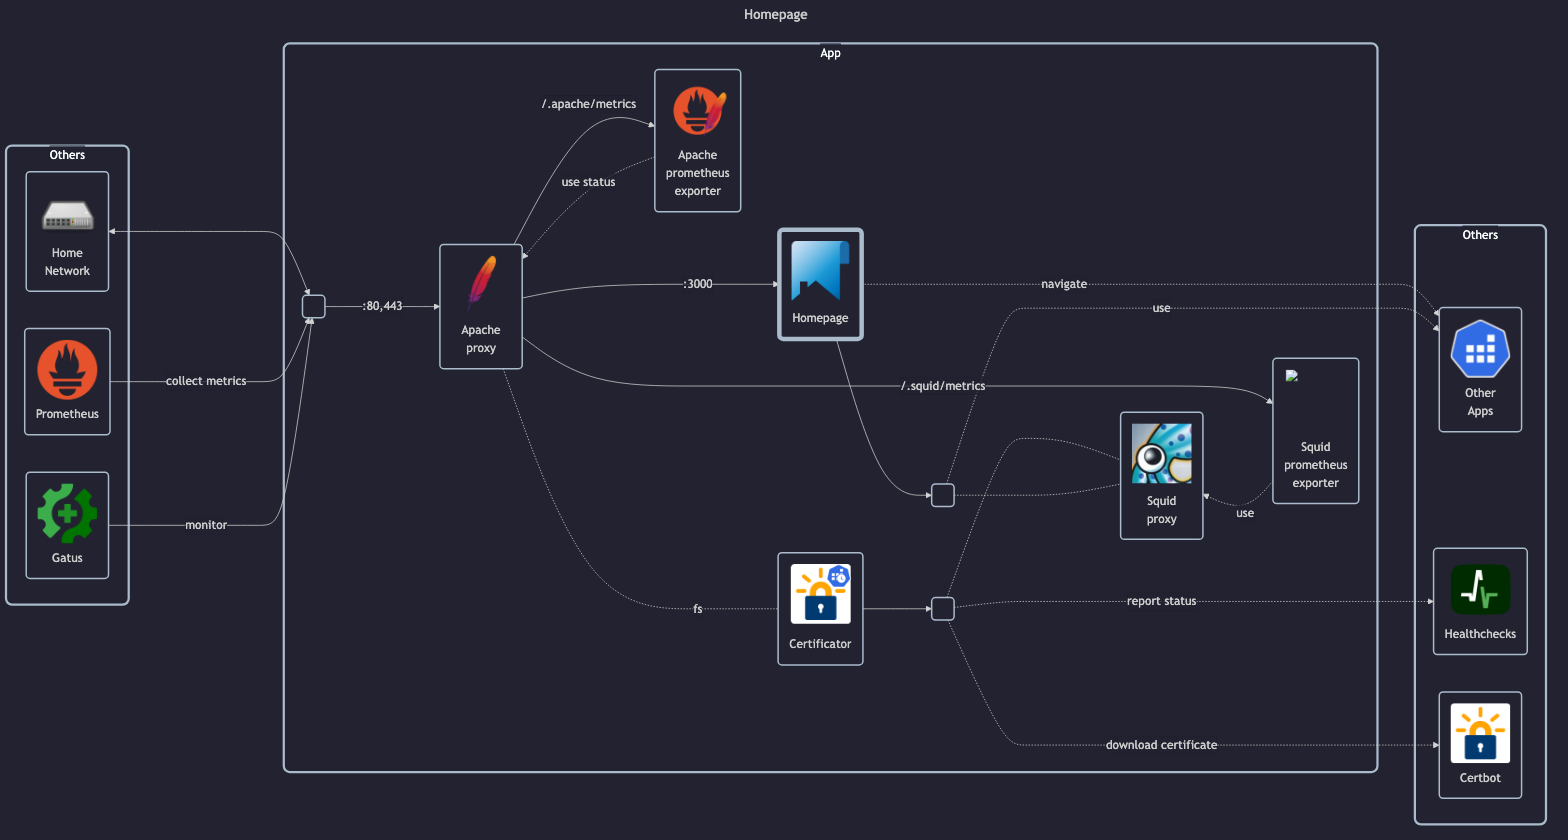 Homepage
App
/.apache/metrics
Apache
prometheus
exporter
use status
Others
Home
Network
Prometheus
Gatus
collect metrics
monitor
:80,443
Apache
proxy
:3000
Homepage
navigate
use
/.squid/metrics
Squid
proxy
Squid
prometheus
exporter
use
fs
Certificator
report status
download certificate
Others
Other
Apps
Healthchecks
Certbot